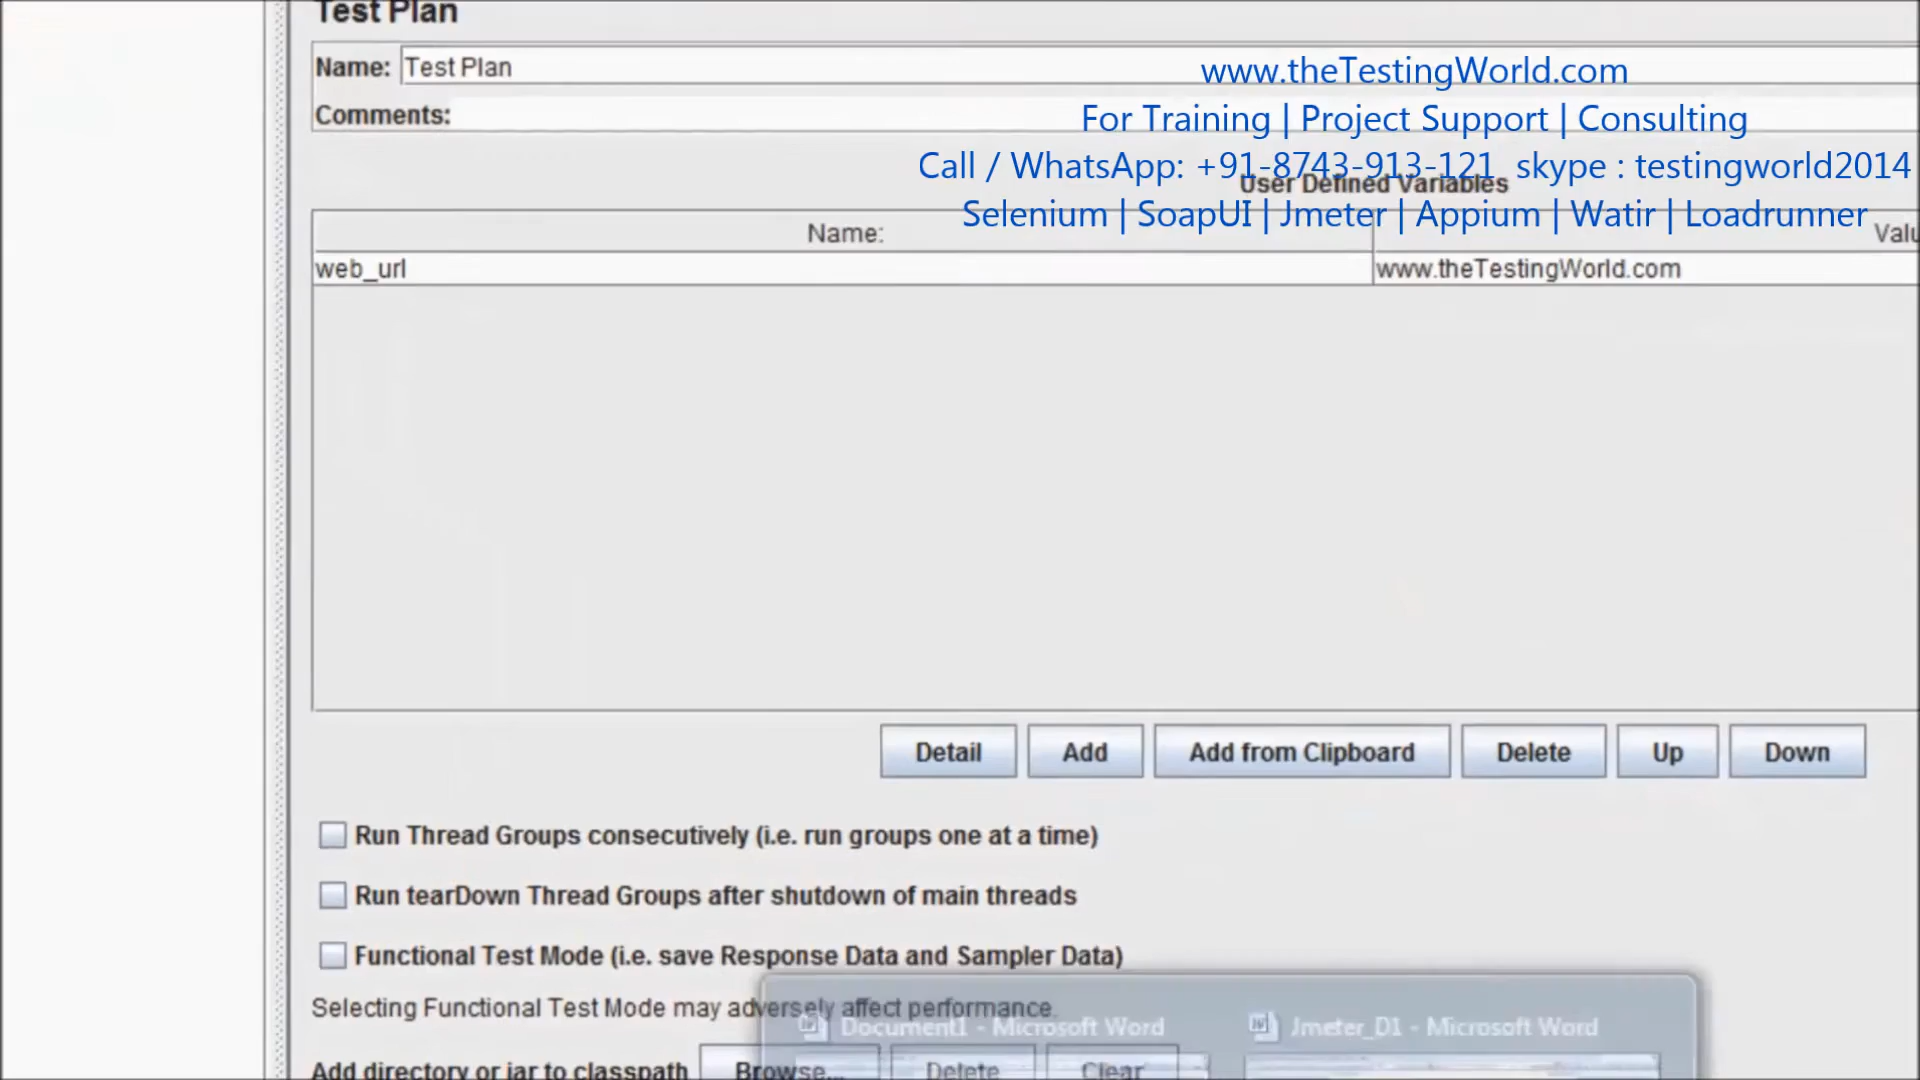 Test Plan
Name: Test Plan
www.theTestingWorld.com
Comments:
For Training | Project Support | Consulting
Call / WhatsApp: +91-8743-913-121 skype : testingworld2014
User Defined Variables
Selenium | SoapUI | Jmeter | Appium | Watir | Loadrunner
Name: Valu
web_url www.theTestingWorld.com
Detail Add Add from Clipboard Delete Up Down
Run Thread Groups consecutively (i.e. run groups one at a time)
Run tearDown Thread Groups after shutdown of main threads
Functional Test Mode (i.e. save Response Data and Sampler Data)
Selecting Functional Test Mode may adversely affect performance.
Document1 - Microsoft Word Jmeter_D1 - Microsoft Word
Add directory or jar to classpath Browse... Delete Clear